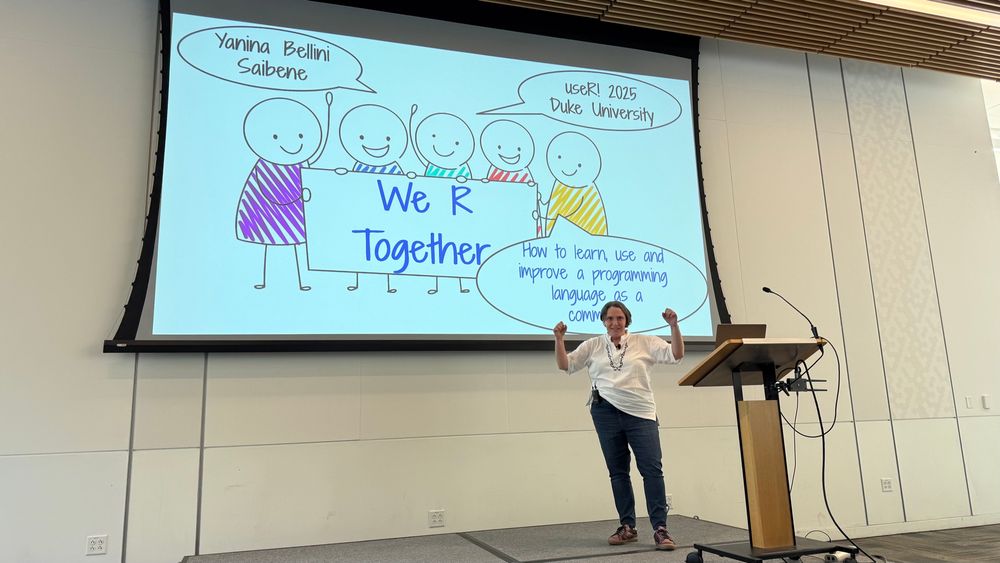 Yanina Bellini
Saibene
useR! 2025
Duke University
We R
Together
How to learn, use and
improve a programming
language as a